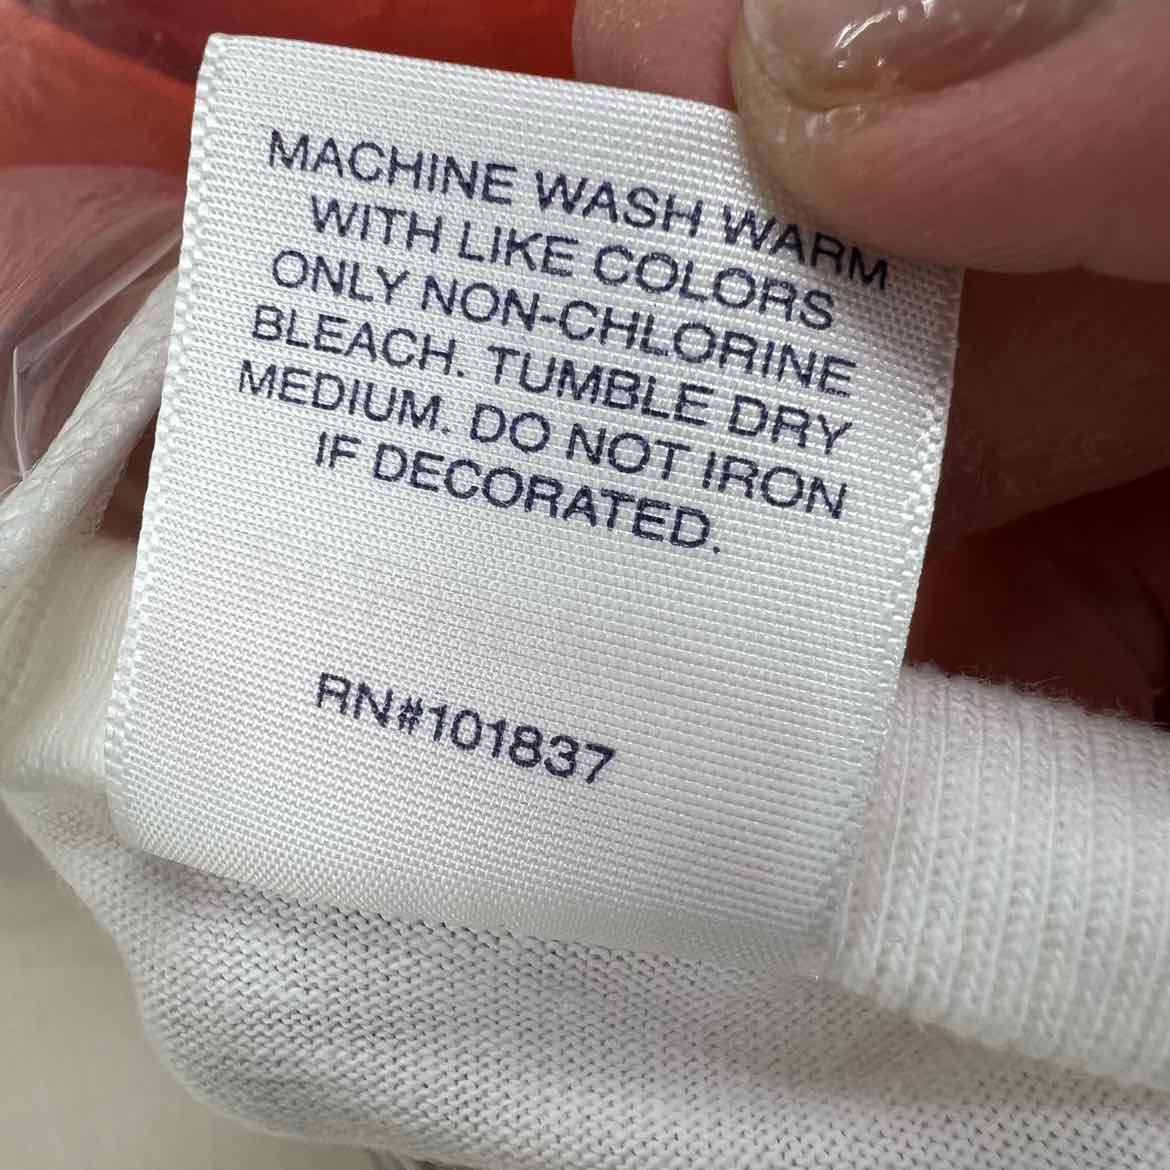 MACHINE WASH WARM
WITH LIKE COLORS
ONLY NON-CHLORINE
BLEACH. TUMBLE DRY
MEDIUM. DO NOT IRON
IF DECORATED.
RN#101837